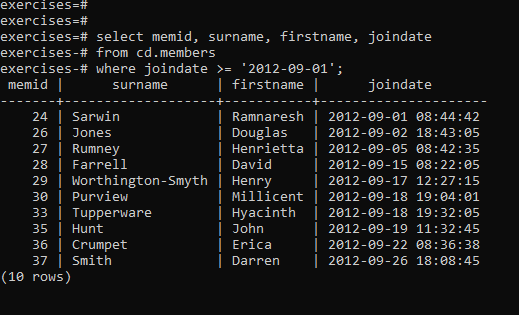 exercises=#
exercises=#
exercises=# select memid, surname, firstname, joindate
exercises-# from cd.members
exercises-# where joindate >= '2012-09-01';
 memid |      surname      | firstname |      joindate
-------+-------------------+-----------+---------------------
    24 | Sarwin            | Ramnaresh | 2012-09-01 08:44:42
    26 | Jones             | Douglas   | 2012-09-02 18:43:05
    27 | Rumney            | Henrietta | 2012-09-05 08:42:35
    28 | Farrell           | David     | 2012-09-15 08:22:05
    29 | Worthington-Smyth | Henry     | 2012-09-17 12:27:15
    30 | Purview           | Millicent | 2012-09-18 19:04:01
    33 | Tupperware        | Hyacinth  | 2012-09-18 19:32:05
    35 | Hunt              | John      | 2012-09-19 11:32:45
    36 | Crumpet           | Erica     | 2012-09-22 08:36:38
    37 | Smith             | Darren    | 2012-09-26 18:08:45
(10 rows)